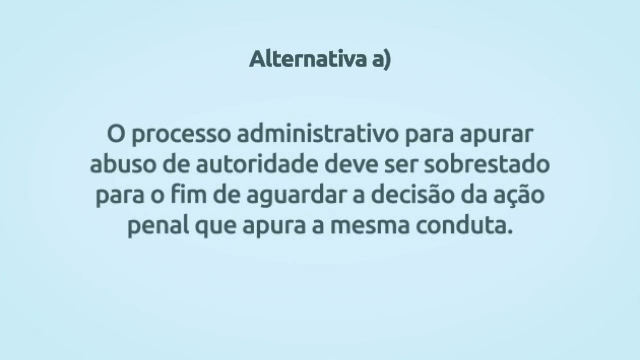 Alternativa a)
O processo administrativo para apurar
abuso de autoridade deve ser sobrestado
para o fim de aguardar a decisão da ação
penal que apura a mesma conduta.